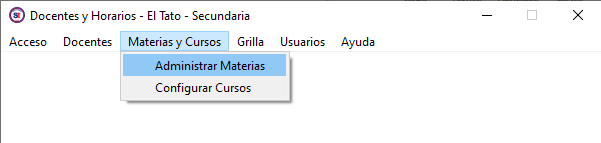 Docentes y Horarios - El Tato - Secundaria
Acceso Docentes Materias y Cursos Grilla Usuarios Ayuda
Administrar Materias
Configurar Cursos